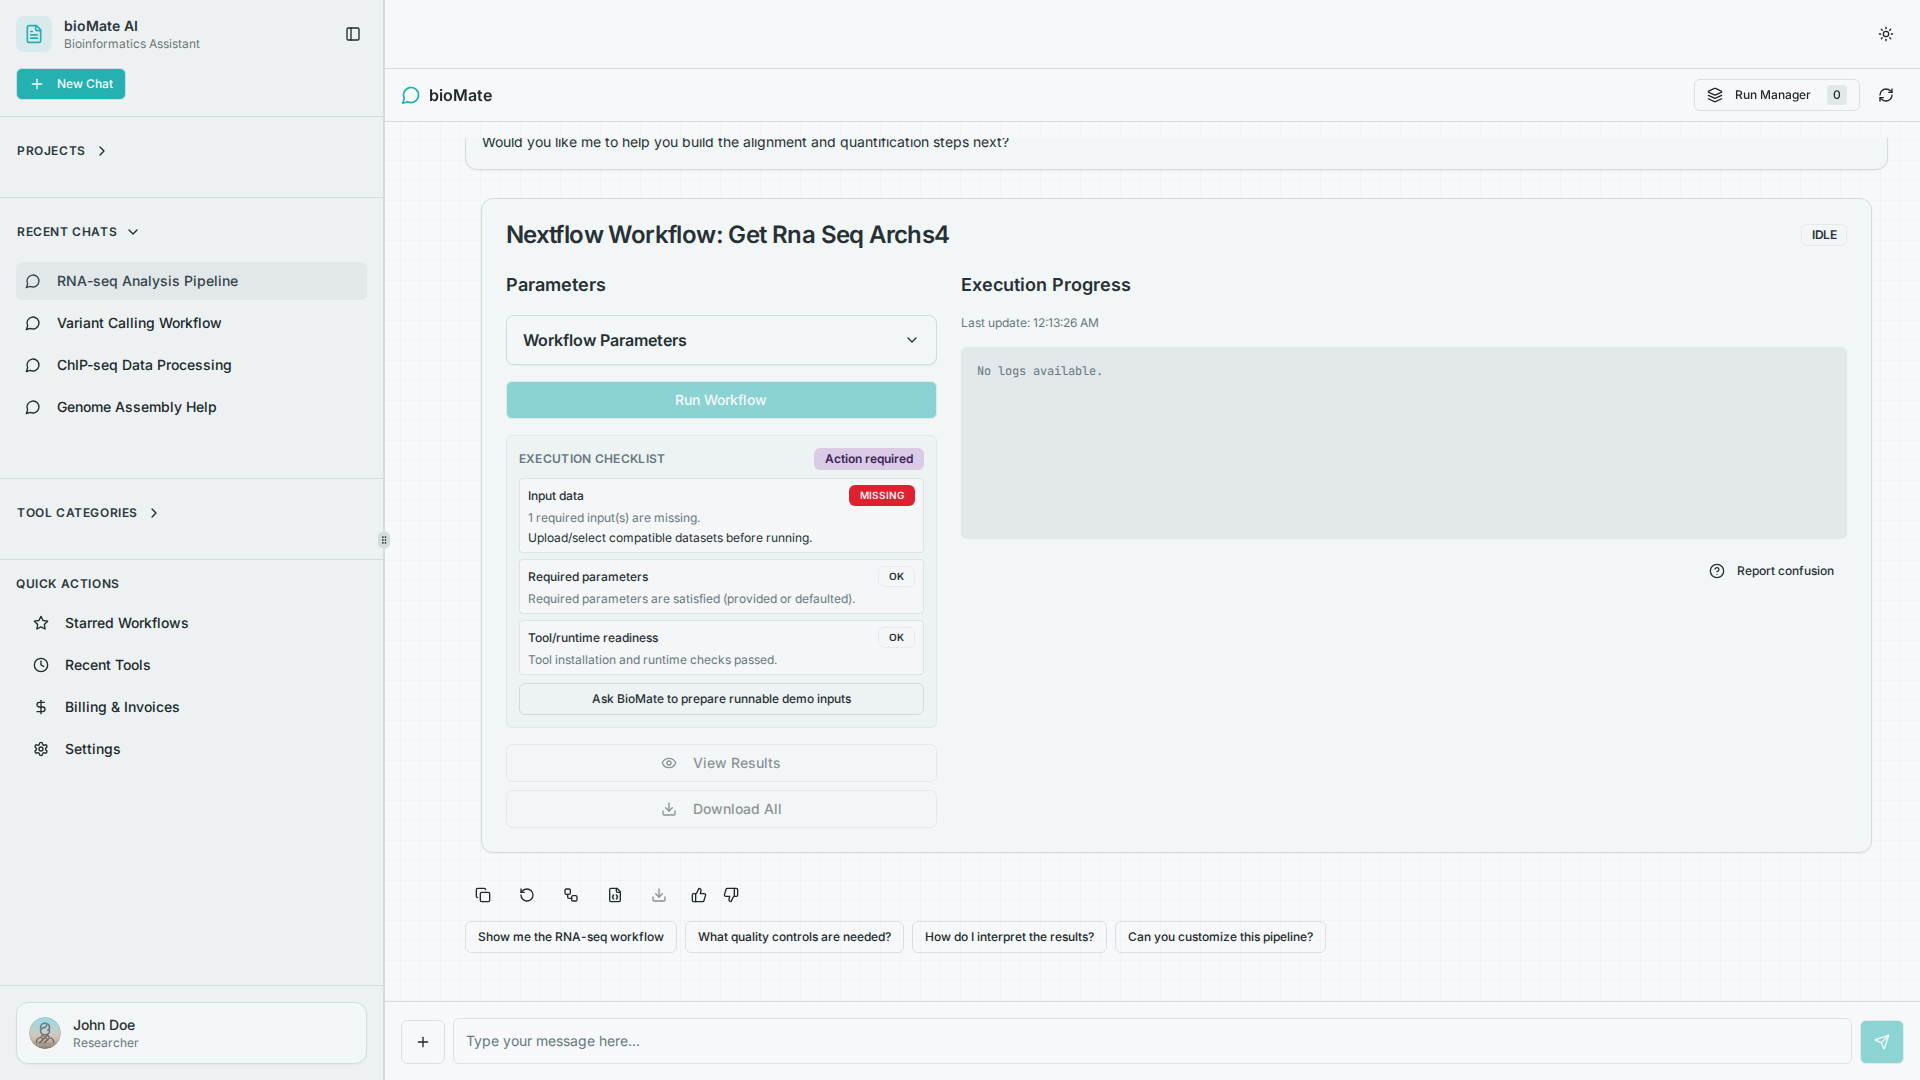 bioMate AI
Bioinformatics Assistant
New Chat
PROJECTS
RECENT CHATS
RNA-seq Analysis Pipeline
Variant Calling Workflow
ChIP-seq Data Processing
Genome Assembly Help
TOOL CATEGORIES
QUICK ACTIONS
Starred Workflows
Recent Tools
Billing & Invoices
Settings
John Doe
Researcher
bioMate
Run Manager 0
Would you like me to help you build the alignment and quantification steps next?
Nextflow Workflow: Get Rna Seq Archs4
IDLE
Parameters
Workflow Parameters
Run Workflow
EXECUTION CHECKLIST
Action required
Input data
MISSING
1 required input(s) are missing.
Upload/select compatible datasets before running.
Required parameters
OK
Required parameters are satisfied (provided or defaulted).
Tool/runtime readiness
OK
Tool installation and runtime checks passed.
Ask BioMate to prepare runnable demo inputs
View Results
Download All
Execution Progress
Last update: 12:13:26 AM
No logs available.
Report confusion
Show me the RNA-seq workflow
What quality controls are needed?
How do I interpret the results?
Can you customize this pipeline?
Type your message here...